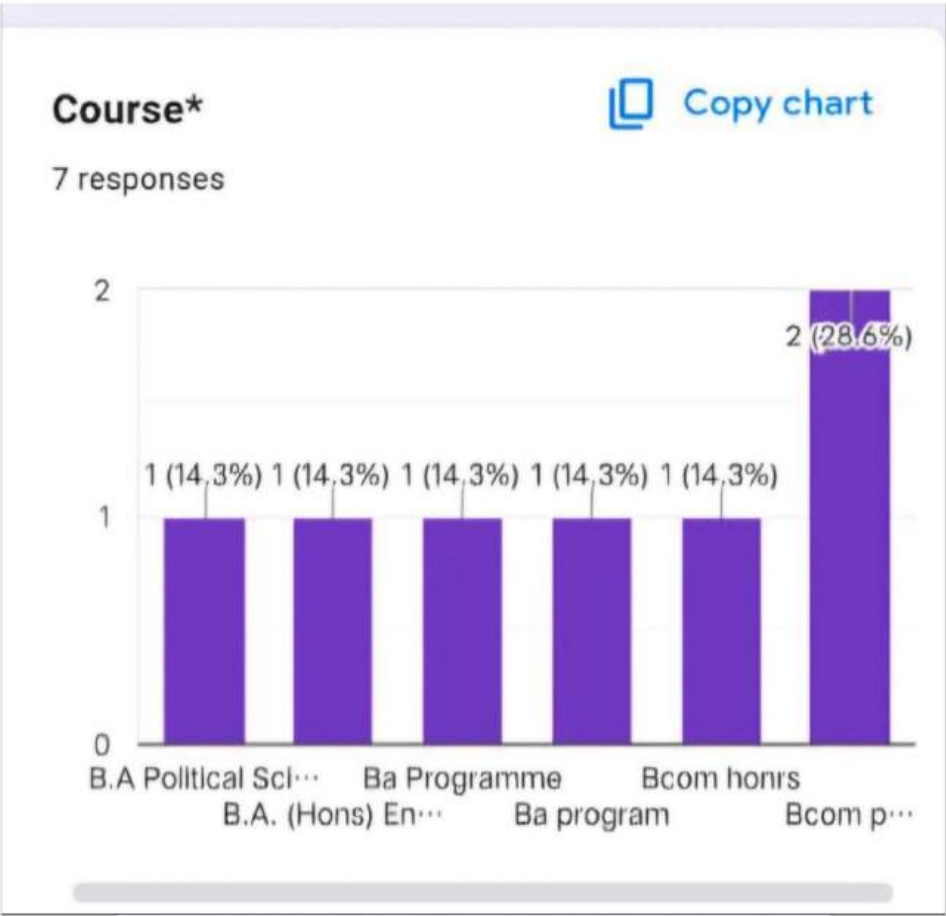 Course*
Copy chart
7 responses
2
2 (28.6%)
1 (14.3%) 1 (14.3%) 1 (14.3%) 1 (14.3%) 1 (14.3%)
1
0
B.A Political Sci... Ba Programme Bcom honrs
B.A. (Hons) En... Ba program Bcom p...